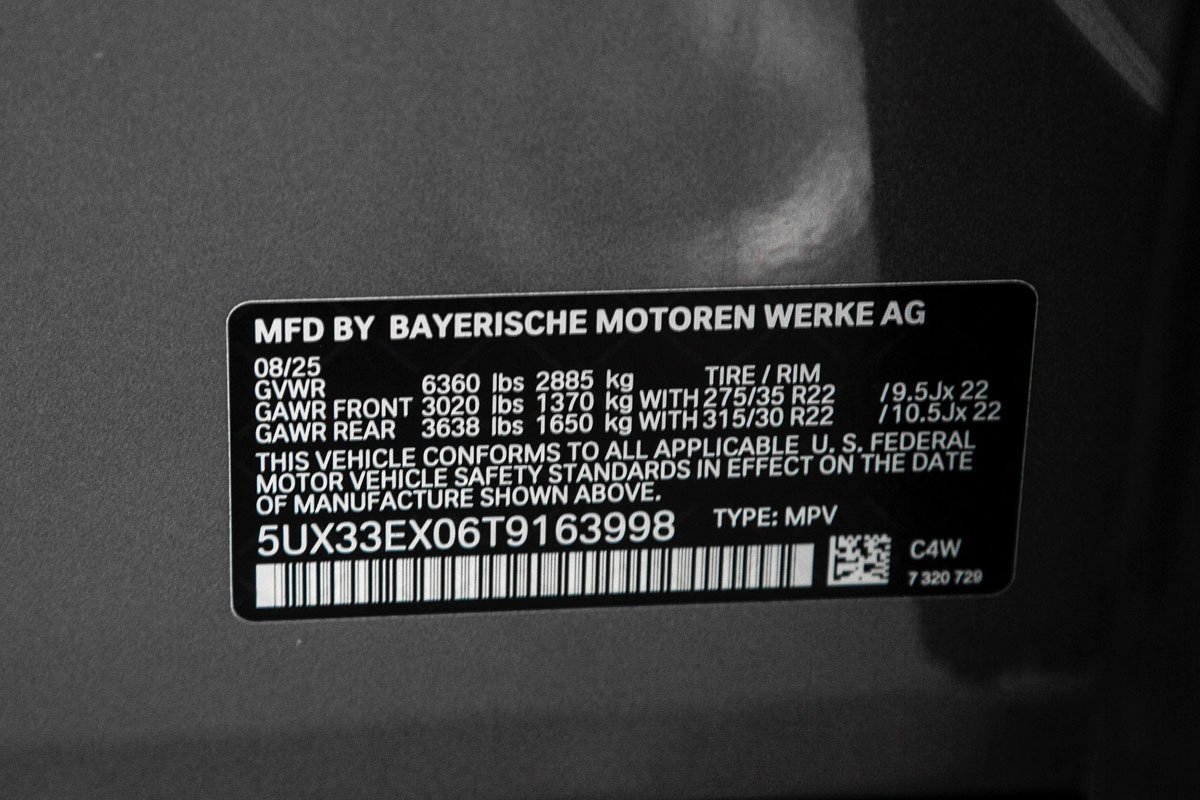 MFD BY BAYERISCHE MOTOREN WERKE AG
08/25 TIRE / RIM
GVWR 6360 lbs 2885 kg
GAWR FRONT 3020 lbs 1370 kg WITH 275/35 R22 /9.5Jx 22
GAWR REAR 3638 lbs 1650 kg WITH 315/30 R22 /10.5Jx 22
THIS VEHICLE CONFORMS TO ALL APPLICABLE U. S. FEDERAL
MOTOR VEHICLE SAFETY STANDARDS IN EFFECT ON THE DATE
OF MANUFACTURE SHOWN ABOVE.
5UX33EX06T9163998 TYPE: MPV
C4W
7 320 729